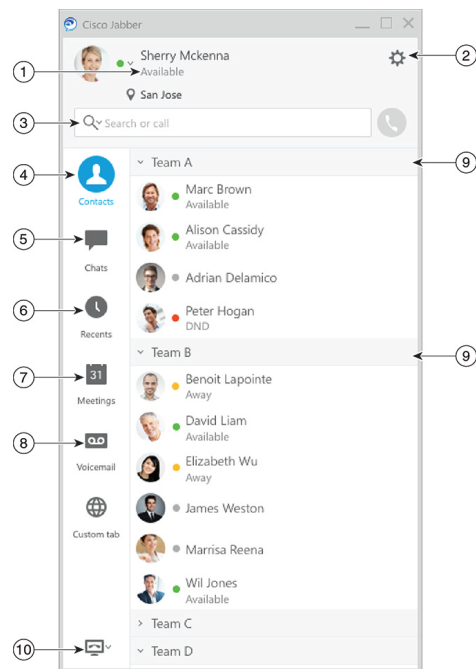 Cisco Jabber
Sherry Mckenna
Available
1
2
San Jose
3
Search or call
4
Contacts
Team A
9
Marc Brown
Available
5
Chats
Alison Cassidy
Available
Adrian Delamico
6
Recents
Peter Hogan
DND
Team B
9
7
31
Meetings
Benoit Lapointe
Away
David Liam
Available
8
Voicemail
Elizabeth Wu
Away
Custom tab
James Weston
Marrisa Reena
Wil Jones
Available
Team C
10
Team D